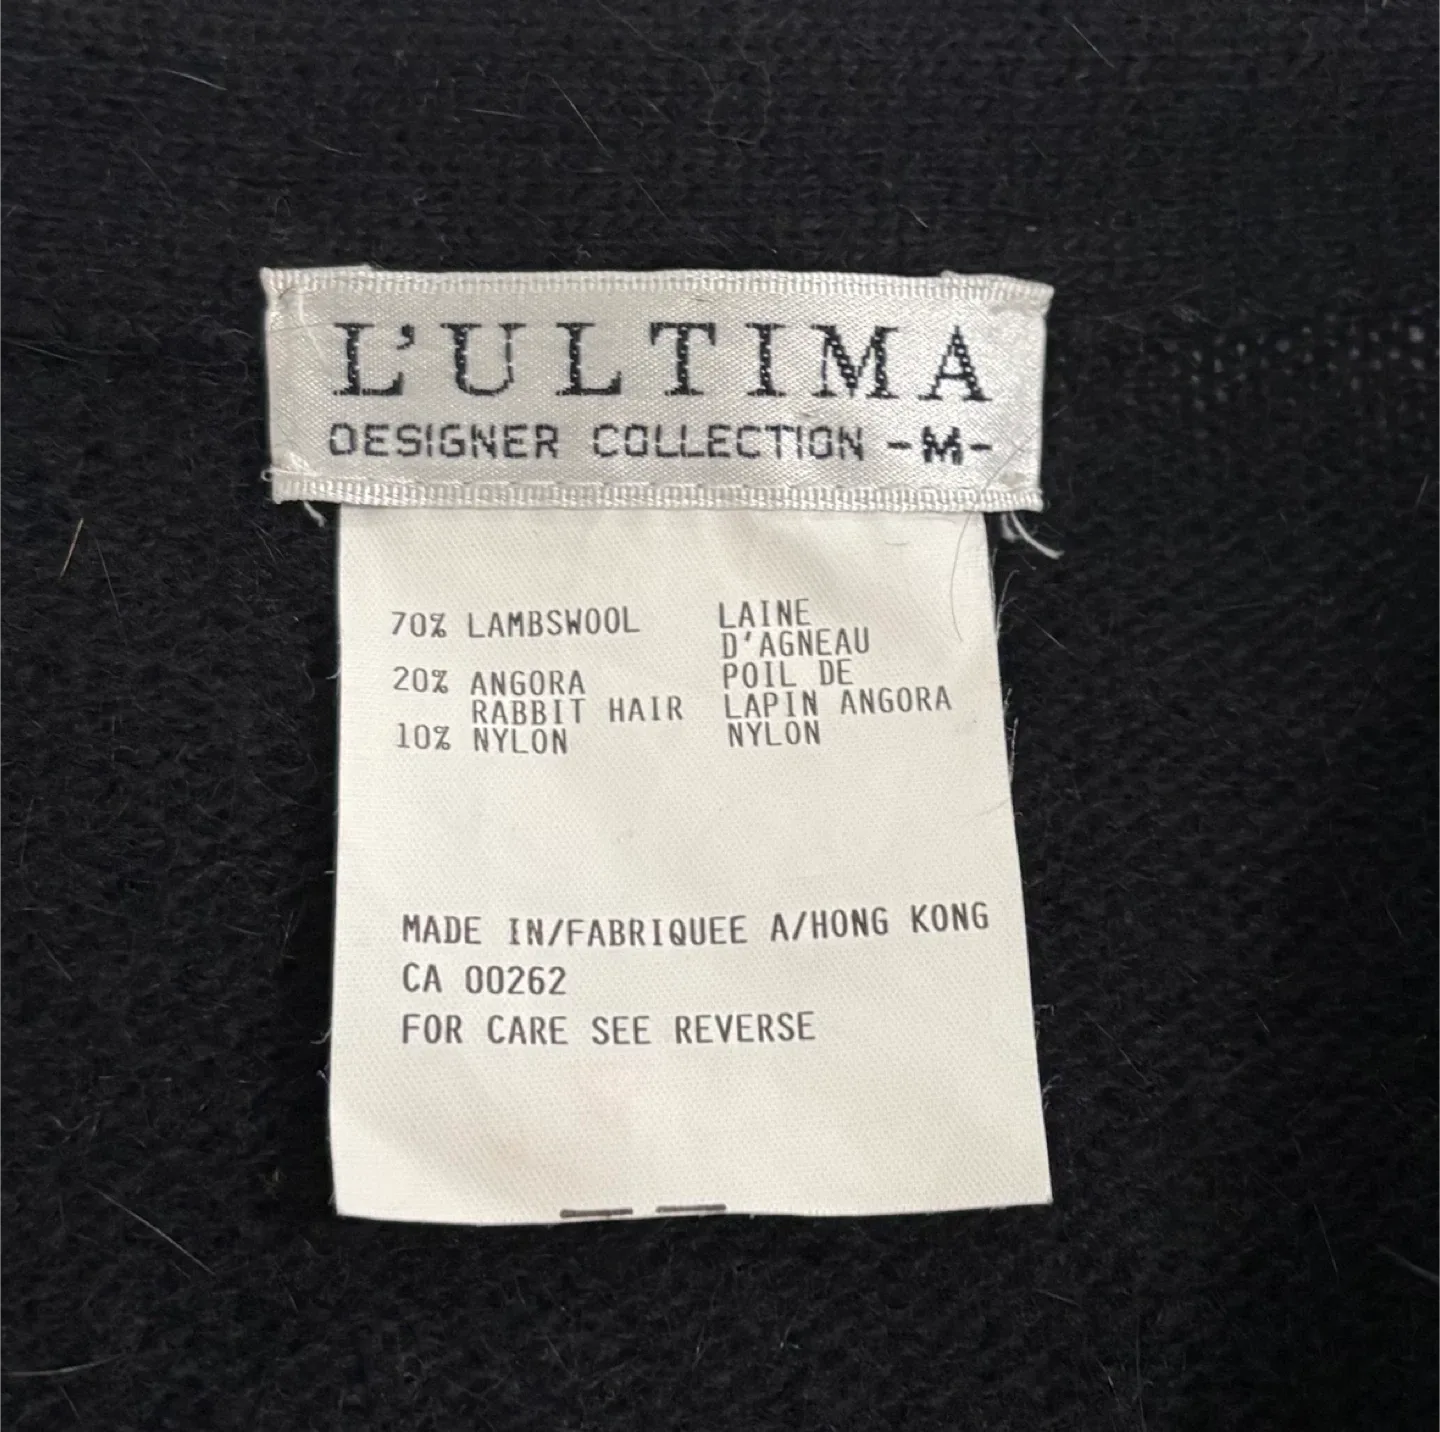 L'ULTIMA
DESIGNER COLLECTION -M-
70% LAMBSWOOL LAINE
D'AGNEAU
20% ANGORA POIL DE
RABBIT HAIR LAPIN ANGORA
10% NYLON NYLON
MADE IN/FABRIQUEE A/HONG KONG
CA 00262
FOR CARE SEE REVERSE